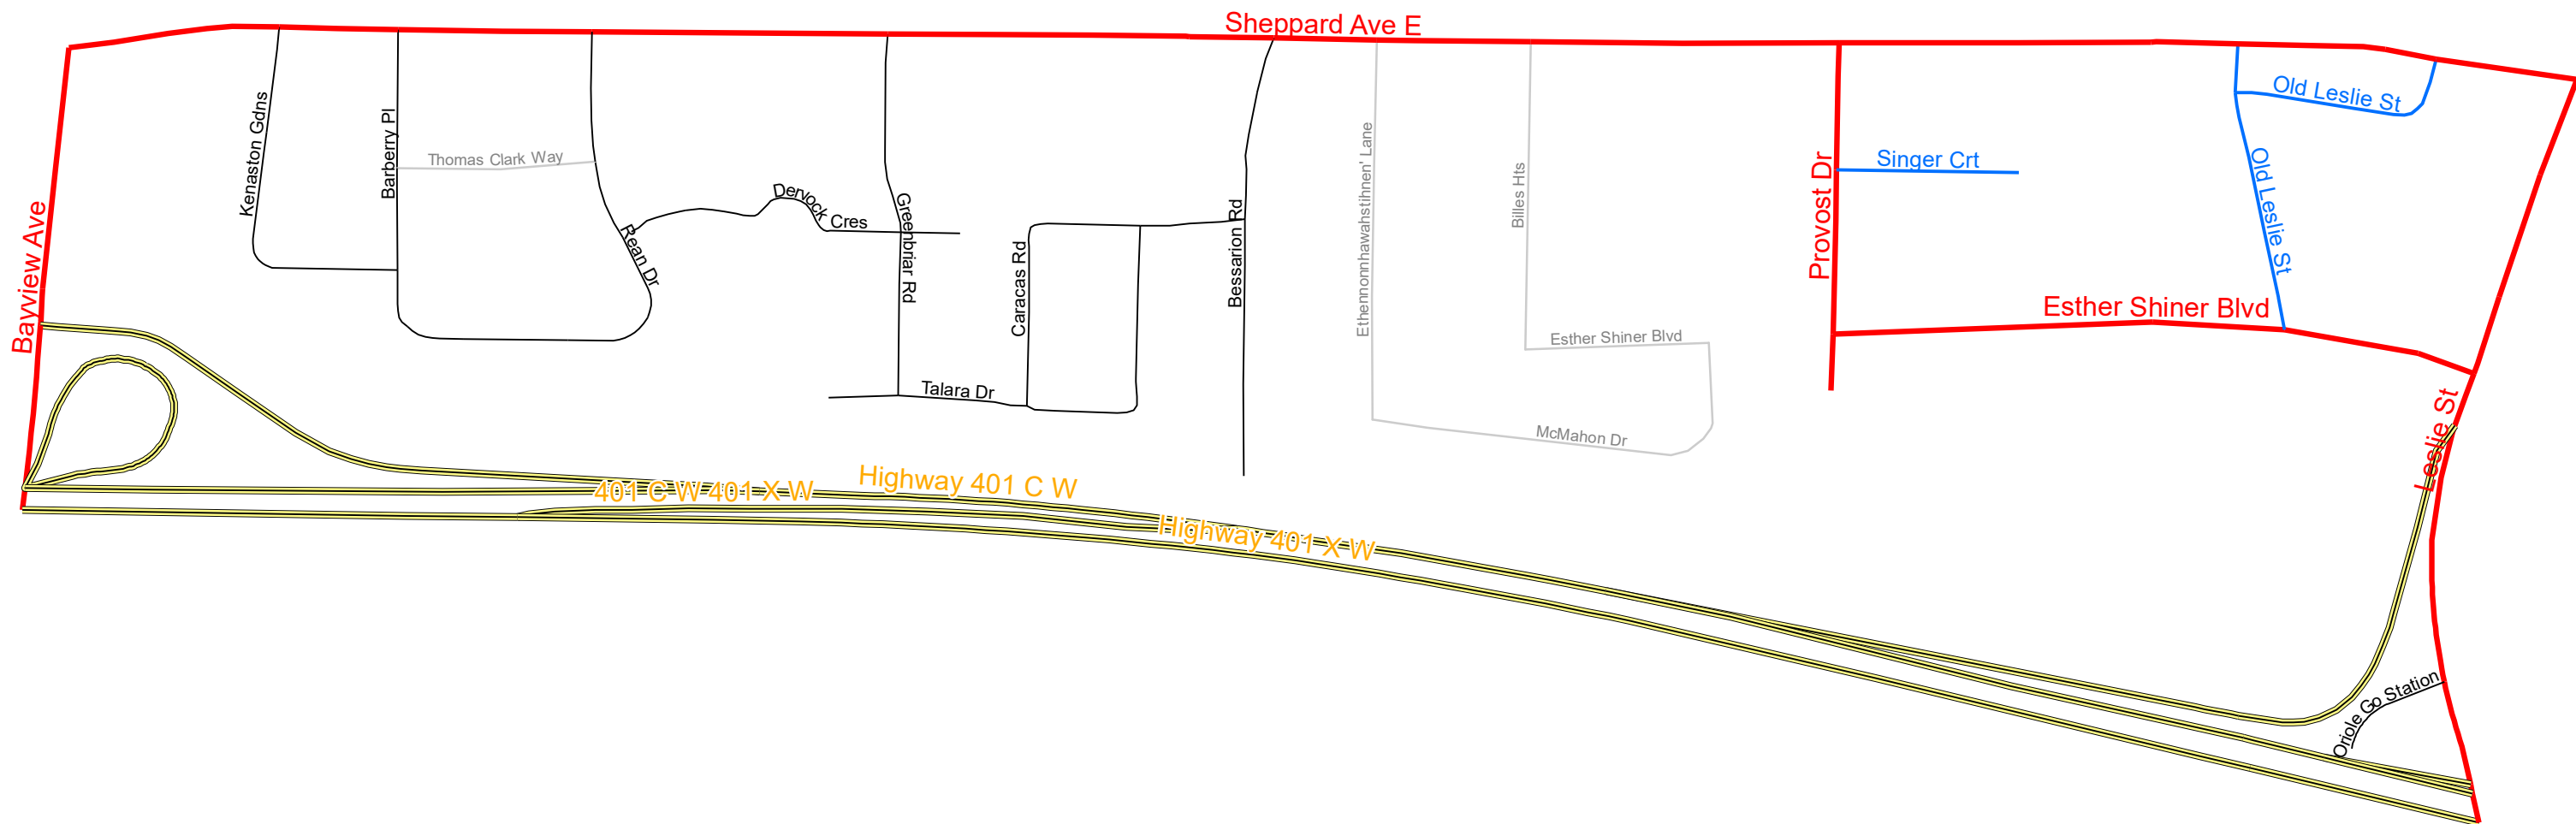 Sheppard Ave E
Bayview Ave
Kenaston Gdns
Barberry Pl
Thomas Clark Way
Rean Dr
Dervock Cres
Greenbriar Rd
Caracas Rd
Talara Dr
Bessarion Rd
Ethennonnhawahstihnen' Lane
Billes Hts
Esther Shiner Blvd
McMahon Dr
Provost Dr
Singer Crt
Old Leslie St
Old Leslie St
Esther Shiner Blvd
Leslie St
Highway 401 C W
401 C W 401 X W
Highway 401 X W
Oriole Go Station